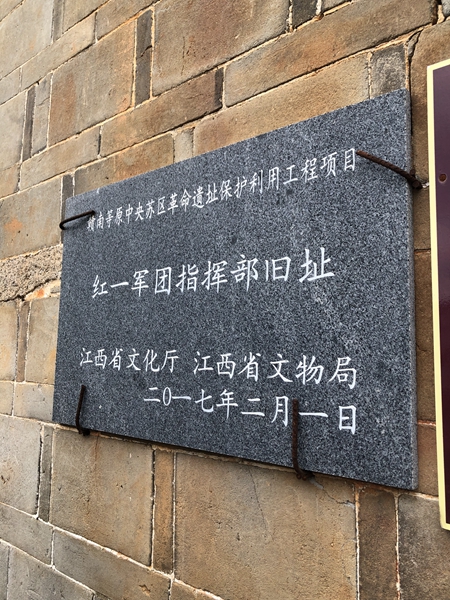 赣南等原中央苏区革命遗址保护利用工程项目
红一军团指挥部旧址
江西省文化厅 江西省文物局
二〇一七年二月一日